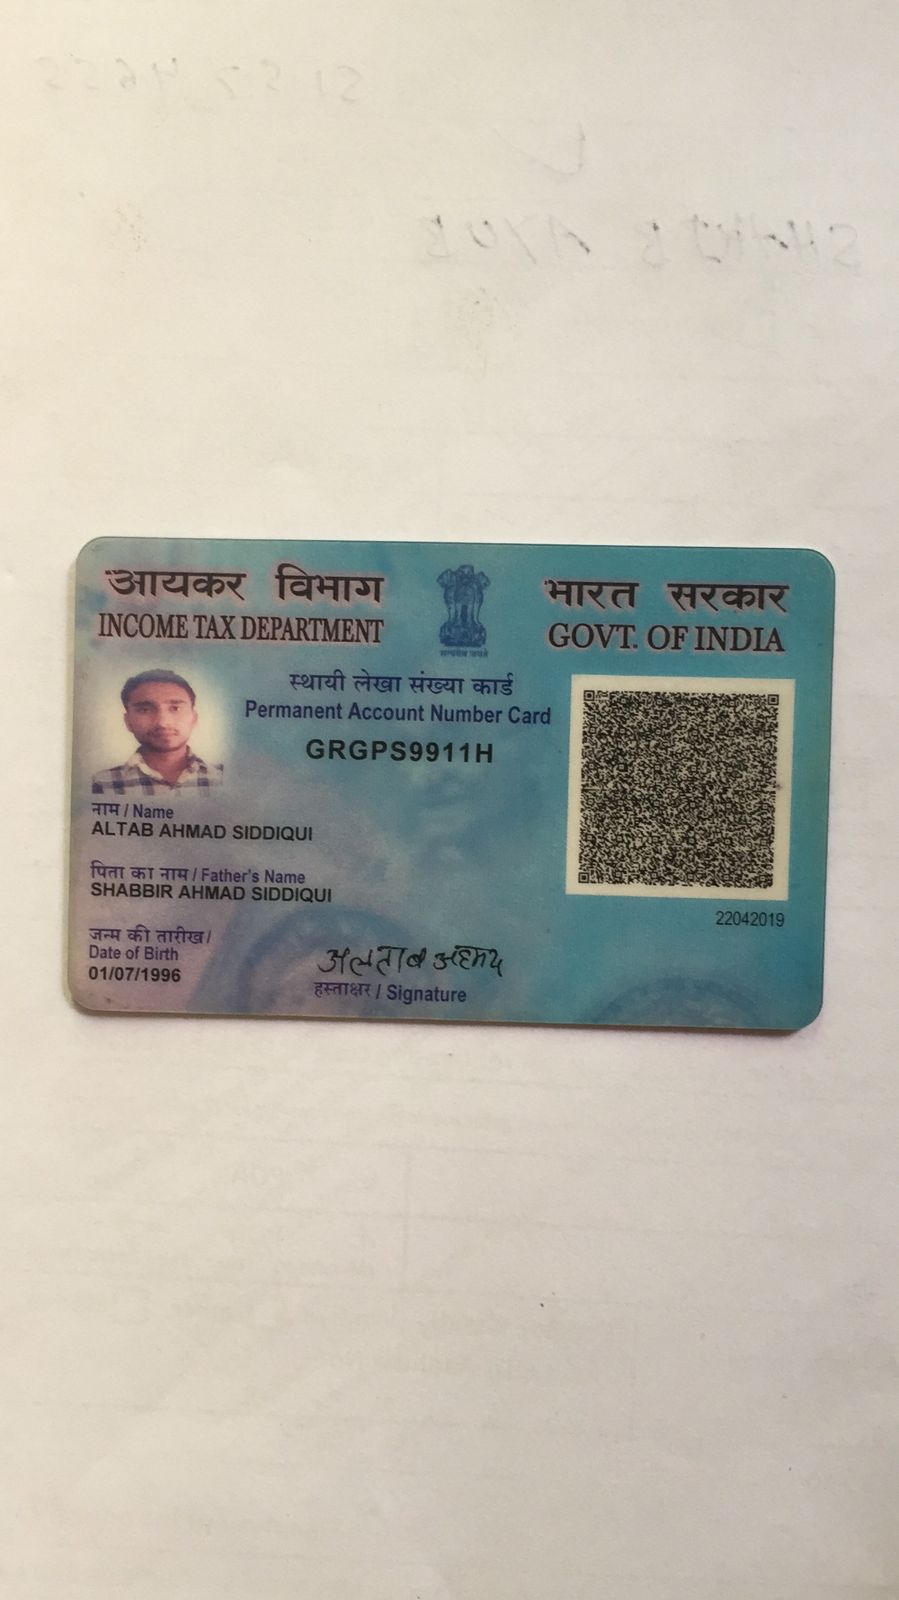 आयकर विभाग
INCOME TAX DEPARTMENT
सत्यमेव जयते
भारत सरकार
GOVT. OF INDIA
स्थायी लेखा संख्या कार्ड
Permanent Account Number Card
GRGPS9911H
नाम / Name
ALTAB AHMAD SIDDIQUI
पिता का नाम / Father's Name
SHABBIR AHMAD SIDDIQUI
जन्म की तारीख/
Date of Birth
01/07/1996
अलताब अहमद
हस्ताक्षर / Signature
22042019